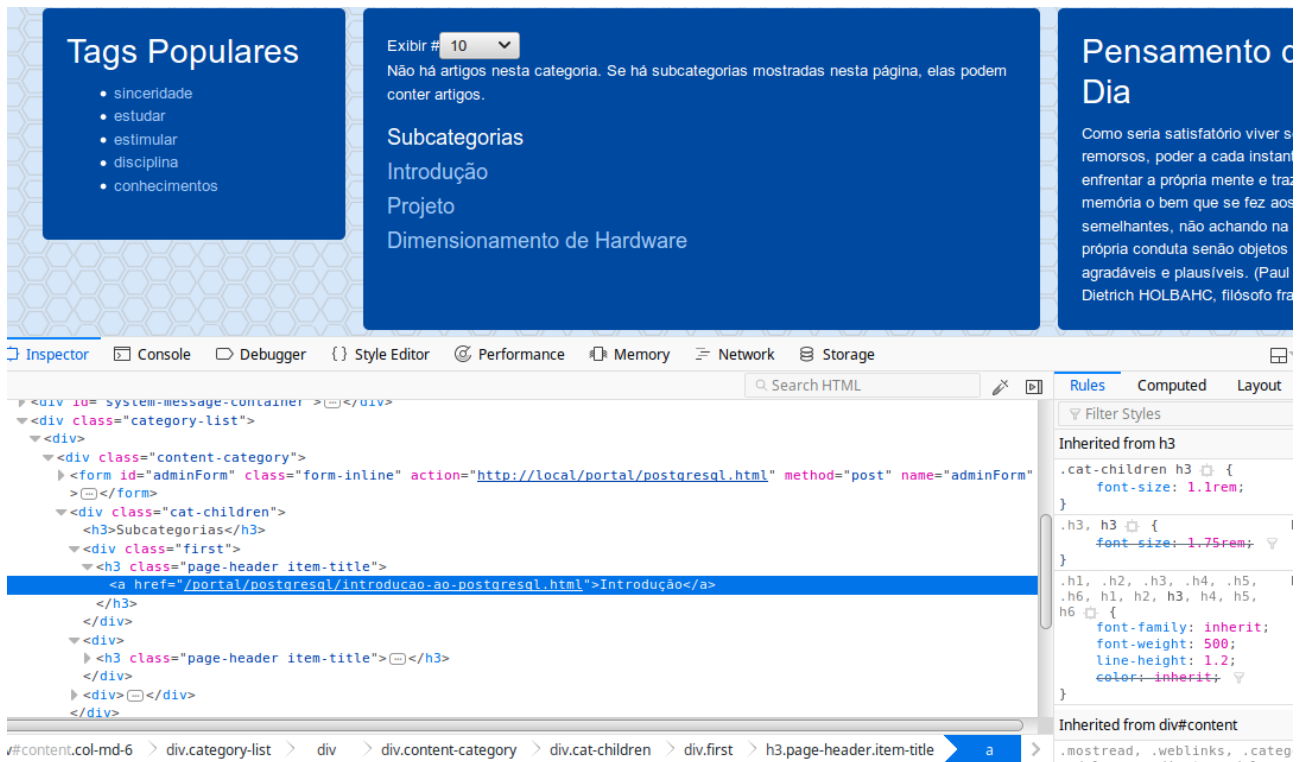 Tags Populares
sinceridade
estudar
estimular
disciplina
conhecimentos
Exibir # 10
Não há artigos nesta categoria. Se há subcategorias mostradas nesta página, elas podem
conter artigos.
Subcategorias
Introdução
Projeto
Dimensionamento de Hardware
Pensamento
Dia
Como seria satisfatório viver
remorsos, poder a cada
enfrentar a própria mente e
memória o bem que se fez aos
semelhantes, não achando na
própria conduta senão objetos
agradáveis e plausíveis. (Paul
Dietrich HOLBAHC, filósofo
Inspector Console Debugger {} Style Editor Performance Memory Network Storage
Search HTML
<div id="system-message-container"></div>
<div class="category-list">
<div>
<div class="content-category">
<form id="adminForm" class="form-inline" action="http://local/portal/postgresql.html" method="post" name="adminForm"
></form>
<div class="cat-children">
<h3>Subcategorias</h3>
<div class="first">
<h3 class="page-header item-title">
<a href="/portal/postgresql/introducao-ao-postgresql.html">Introdução</a>
</h3>
</div>
<div>
<h3 class="page-header item-title"></h3>
</div>
<div></div>
</div>
v#content.col-md-6 div.category-list div div.content-category div.cat-children div.first h3.page-header.item-title a
Rules Computed Layout
Filter Styles
Inherited from h3
.cat-children h3 {
font-size: 1.1rem;
}
.h3, h3 {
font-size: 1.75rem;
}
.h1, .h2, .h3, .h4, .h5,
.h6, h1, h2, h3, h4, h5,
h6 {
font-family: inherit;
font-weight: 500;
line-height: 1.2;
color: inherit;
}
Inherited from div#content
.mostread, .weblinks, .categ